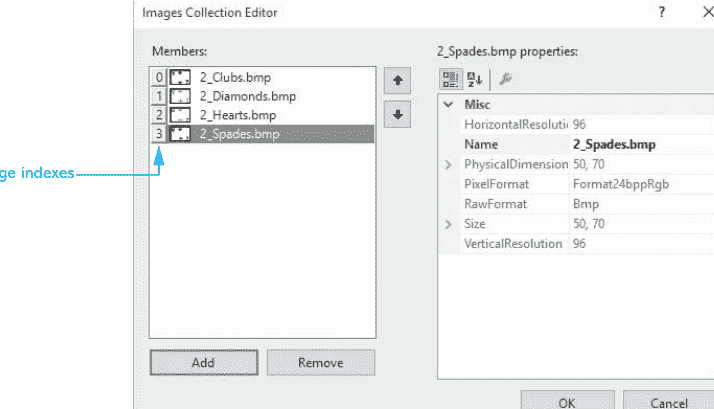 Images Collection Editor ?
Members:
2_Spades.bmp properties:
0 2_Clubs.bmp
1 2_Diamonds.bmp
2 2_Hearts.bmp
3 2_Spades.bmp
ge indexes
Misc
HorizontalResolutio 96
Name 2_Spades.bmp
PhysicalDimension 50, 70
PixelFormat Format24bppRgb
RawFormat Bmp
Size 50, 70
VerticalResolution 96
Add Remove
OK Cancel